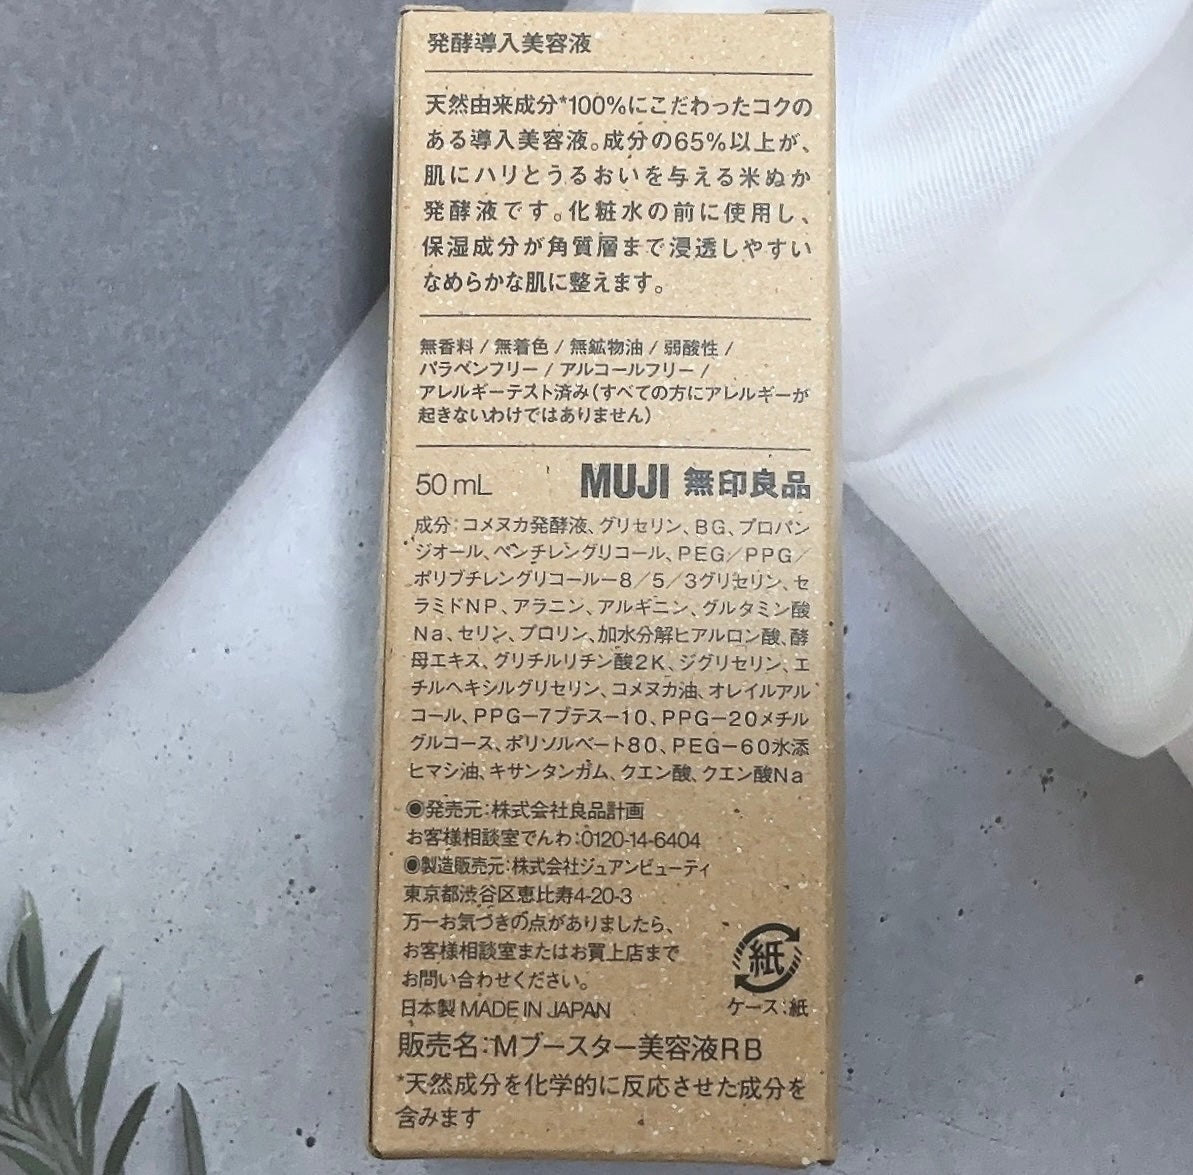 発酵導入美容液
天然由来成分*100%にこだわったコクの
ある導入美容液。成分の65%以上が、
肌にハリとうるおいを与える米ぬか
発酵液です。化粧水の前に使用し、
保湿成分が角質層まで浸透しやすい
なめらかな肌に整えます。
無香料/無着色/無鉱物油/弱酸性/
パラベンフリー/アルコールフリー/
アレルギーテスト済み(すべての方にアレルギーが
起きないわけではありません)
50mL MUJI 無印良品
成分:コメヌカ発酵液、グリセリン、BG、プロパン
ジオール、ペンチレングリコール、PEG/PPG/
ポリブチレングリコールー8/5/3グリセリン、セ
ラミドNP、アラニン、アルギニン、グルタミン酸
Na、セリン、プロリン、加水分解ヒアルロン酸、酵
母エキス、グリチルリチン酸2K、ジグリセリン、エ
チルヘキシルグリセリン、コメヌカ油、オレイルアル
コール、PPG−7ブテス−10、PPG−20メチル
グルコース、ポリソルベート80、PEG−60水添
ヒマシ油、キサンタンガム、クエン酸、クエン酸Na
◉発売元:株式会社良品計画
お客様相談室でんわ:0120-14-6404
◉製造販売元:株式会社ジュアンビューティ
東京都渋谷区恵比寿4-20-3
万一お気づきの点がありましたら、
お客様相談室またはお買上店まで
お問い合わせください。
日本製 MADE IN JAPAN
紙
ケース:紙
販売名:Mブースター美容液RB
*天然成分を化学的に反応させた成分を
含みます